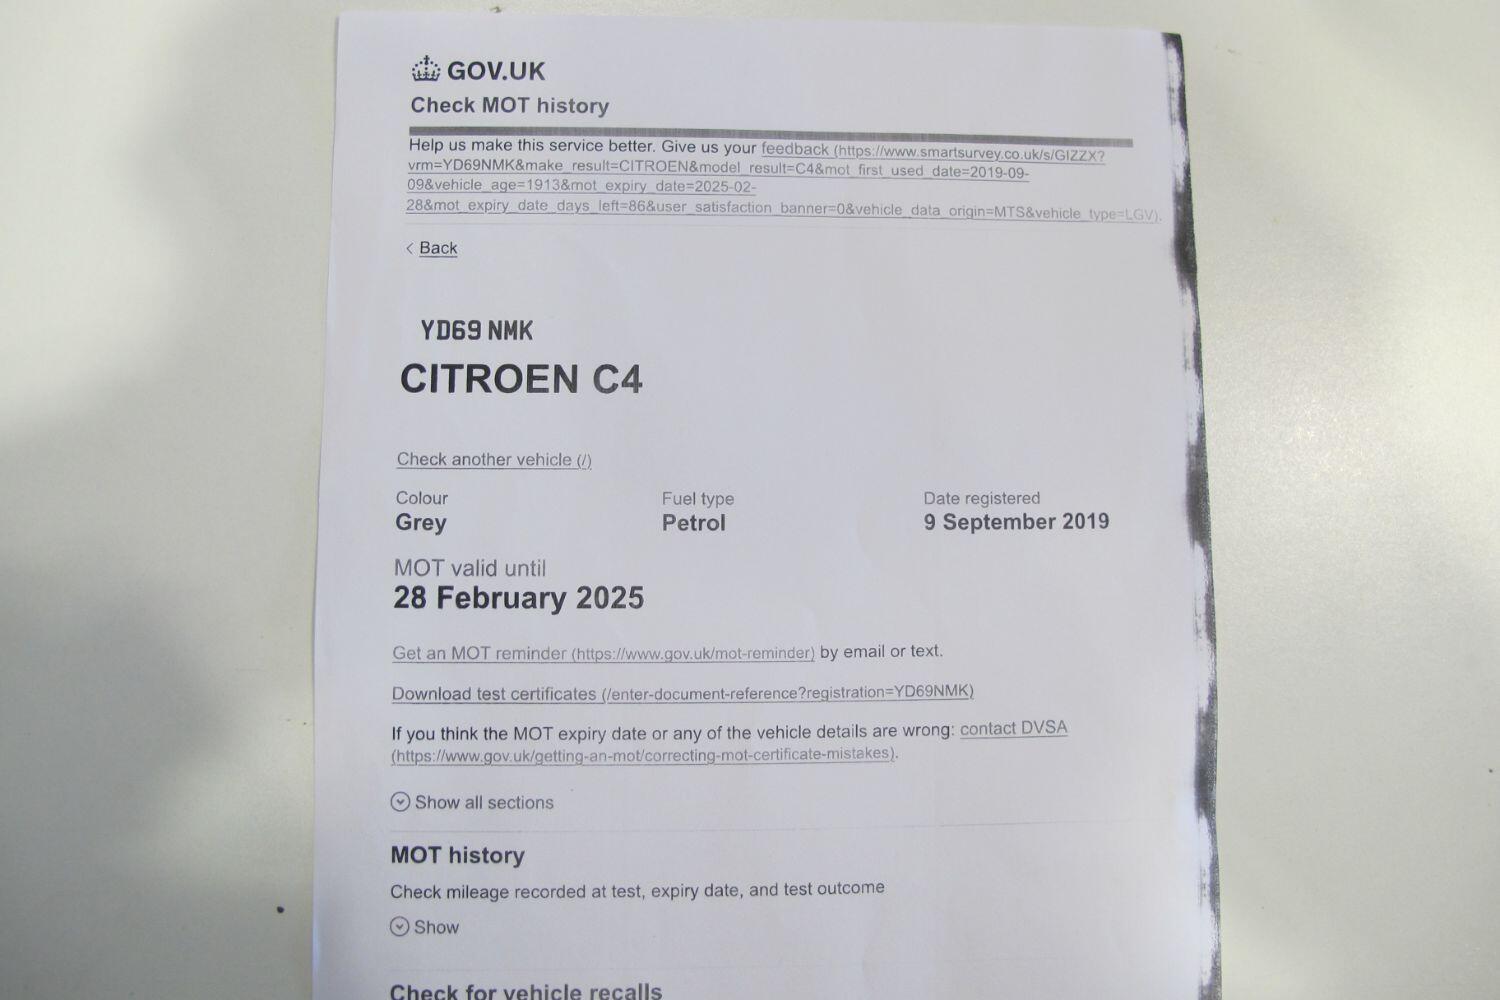 GOV.UK
Check MOT history
Help us make this service better. Give us your feedback (https://www.smartsurvey.co.uk/s/GIZZX?
vrm=YD69NMK&make_result=CITROEN&model_result=C4&mot_first_used_date=2019-09-
09&vehicle_age=1913&mot_expiry_date=2025-02-
28&mot_expiry_date_days_left=86&user_satisfaction_banner=0&vehicle_data_origin=MTS&vehicle_type=LGV).
< Back
YD69 NMK
CITROEN C4
Check another vehicle (/)
Colour Fuel type Date registered
Grey Petrol 9 September 2019
MOT valid until
28 February 2025
Get an MOT reminder (https://www.gov.uk/mot-reminder) by email or text.
Download test certificates (/enter-document-reference?registration=YD69NMK)
If you think the MOT expiry date or any of the vehicle details are wrong: contact DVSA
(https://www.gov.uk/getting-an-mot/correcting-mot-certificate-mistakes).
Show all sections
MOT history
Check mileage recorded at test, expiry date, and test outcome
Show
Check for vehicle recalls